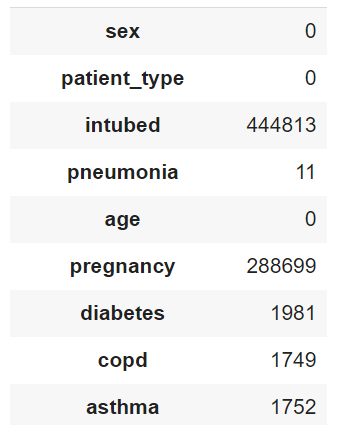 sex 0
patient_type 0
intubed 444813
pneumonia 11
age 0
pregnancy 288699
diabetes 1981
copd 1749
asthma 1752